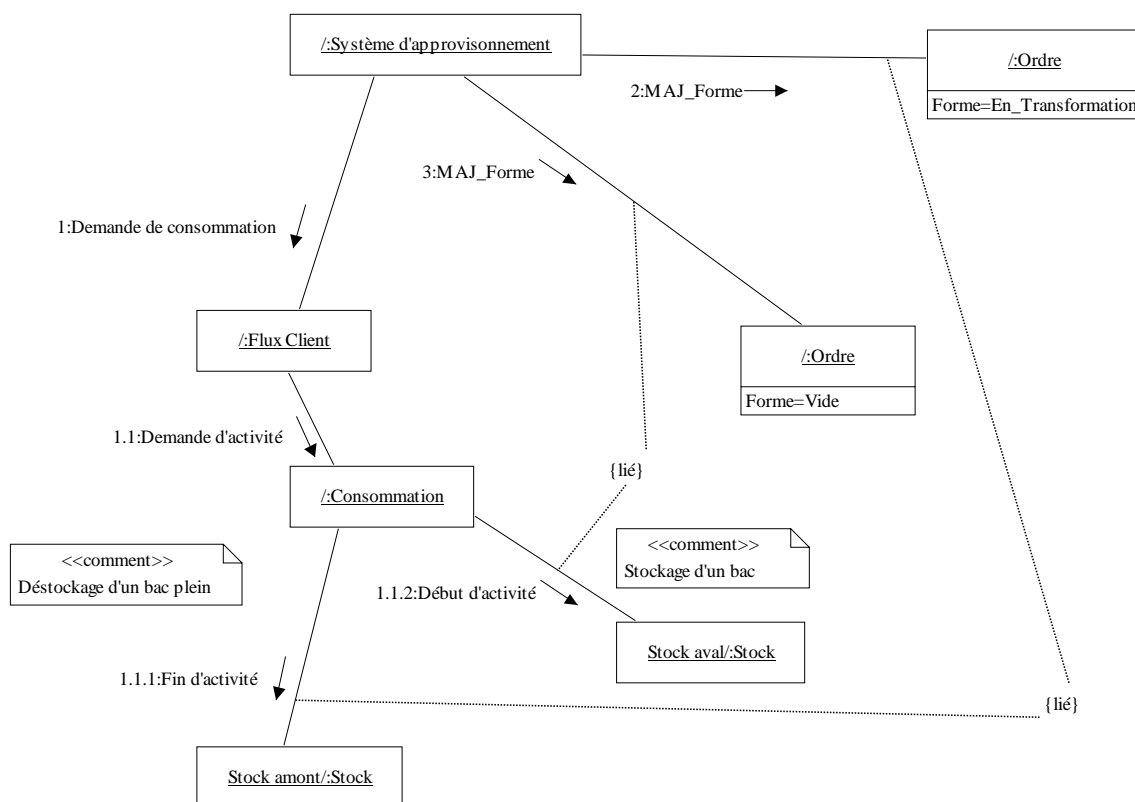 /:Système d'approvisonnement
/:Ordre
Forme=En_Transformation
2:MAJ_Forme
3:MAJ_Forme
1:Demande de consommation
/:Flux Client
/:Ordre
Forme=Vide
1.1:Demande d'activité
{lié}
/:Consommation
<<comment>>
Déstockage d'un bac plein
<<comment>>
Stockage d'un bac
1.1.2:Début d'activité
Stock aval/:Stock
1.1.1:Fin d'activité
{lié}
Stock amont/:Stock